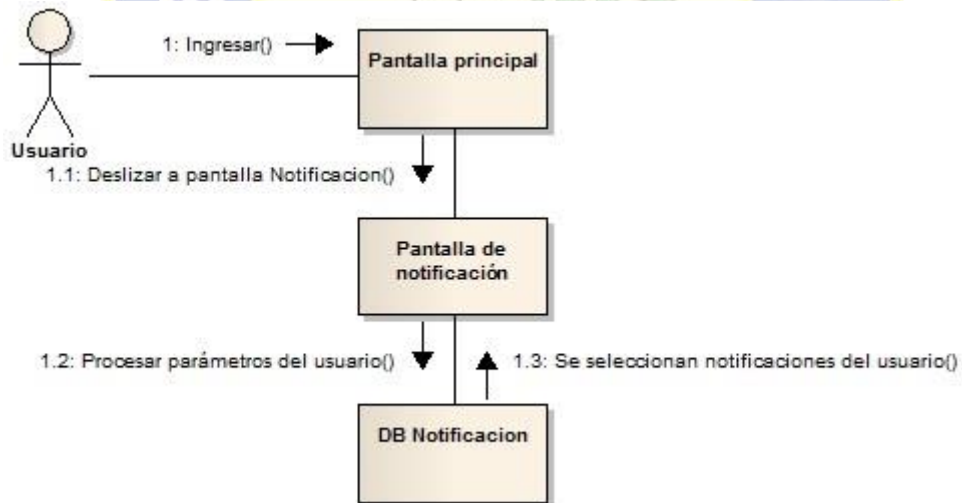 1: Ingresar()
Pantalla principal
Usuario
1.1: Deslizar a pantalla Notificacion()
Pantalla de
notificación
1.2: Procesar parámetros del usuario()
1.3: Se seleccionan notificaciones del usuario()
DB Notificacion